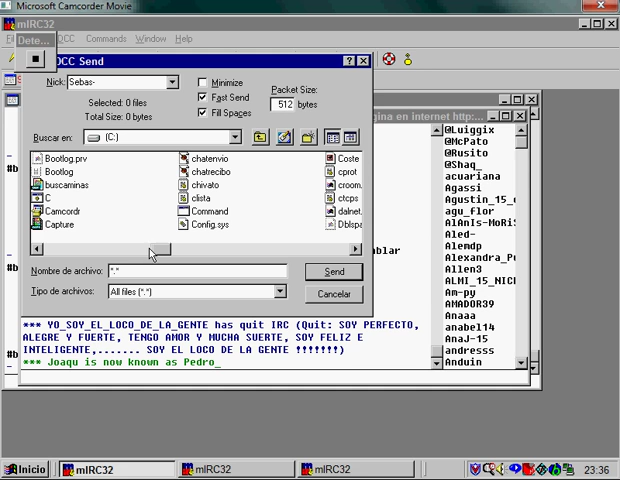 Microsoft Camcorder Movie
mIRC32
Dete...
DCC Commands Window Help
DCC Send
Nick: Sebas-
Minimize
Fast Send
Fill Spaces
Packet Size:
512 bytes
Selected: 0 files
Total Size: 0 bytes
Buscar en: (C:)
Bootlog.prv chatenvio Coste
Bootlog chatrecibo cprot
buscaminas chivato croom
C clista ctcps
Camcordr Command dalnet
Capture Config.sys Dblspa
Nombre de archivo: *.*
Send
Tipo de archivos: All files (*.*)
Cancelar
gina en internet http:...
ablar
@Luiggix
@McPato
@Rusito
@Shaq_
acuariana
Agassi
Agustin_15_
agu_flor
AlAnIs-MoRiS
Aled-
Alemdp
Alexandra_P
Allen3
ALMI_15_NIC
Am-py
AMADOR39
Anaaa
anabel14
AnaJ-15
andresss
Anduin
*** YO_SOY_EL_LOCO_DE_LA_GENTE has quit IRC (Quit: SOY PERFECTO,
ALEGRE Y FUERTE, TENGO AMOR Y MUCHA SUERTE, SOY FELIZ E
INTELIGENTE,....... SOY EL LOCO DE LA GENTE !!!!!!!)
*** Joaqu is now known as Pedro_
Inicio
mIRC32
mIRC32
mIRC32
23:36